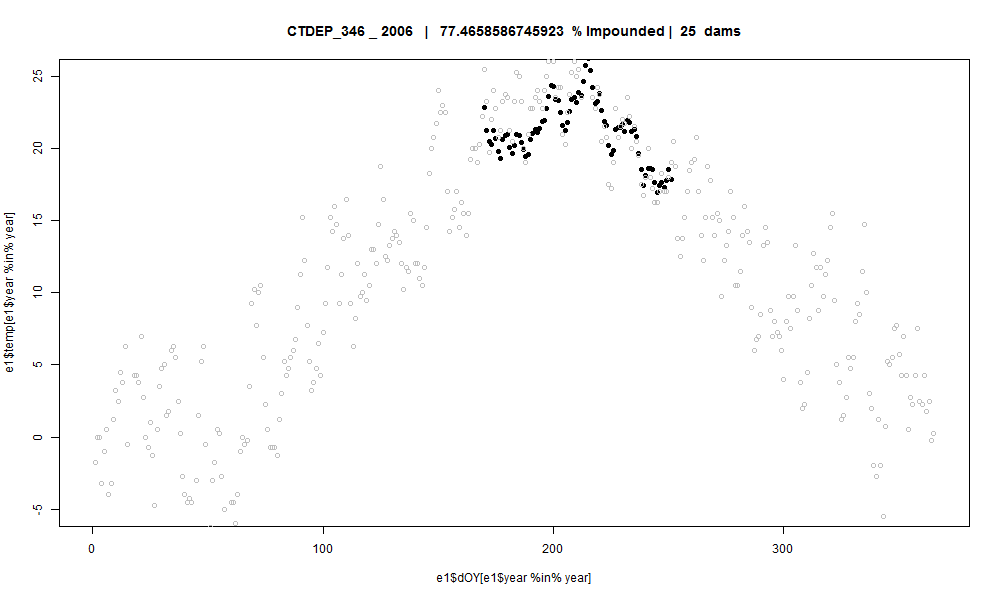 CTDEP_346 _ 2006 | 77.4658586745923 % Impounded | 25 dams
e1$temp[e1$year %in% year]
25
20
15
10
5
0
-5
0 100 200 300
e1$dOY[e1$year %in% year]